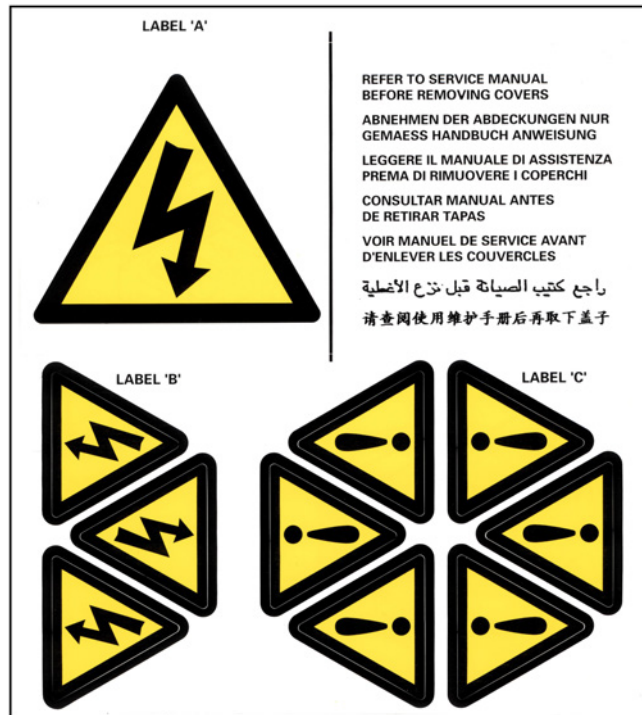 LABEL 'A'
REFER TO SERVICE MANUAL
BEFORE REMOVING COVERS
ABNEHMEN DER ABDECKUNGEN NUR
GEMAESS HANDBUCH ANWEISUNG
LEGGERE IL MANUALE DI ASSISTENZA
PREMA DI RIMUOVERE I COPERCHI
CONSULTAR MANUAL ANTES
DE RETIRAR TAPAS
VOIR MANUEL DE SERVICE AVANT
D'ENLEVER LES COUVERCLES
راجع كتيب الصيانة قبل نزع الأغطية
请查阅使用维护手册后再取下盖子
LABEL 'B'
LABEL 'C'